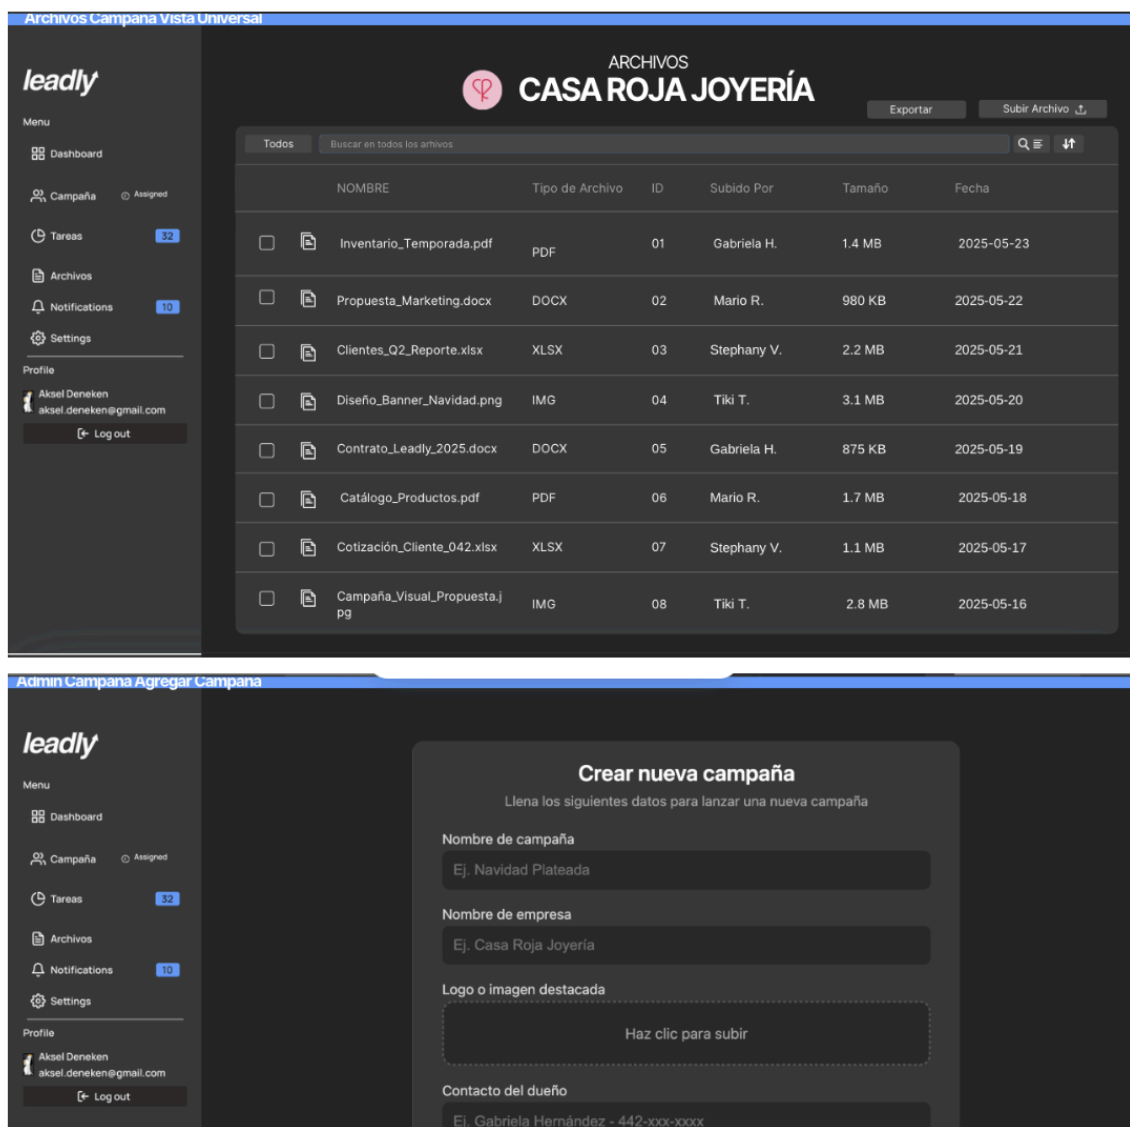 Archivos Campaña Vista Universal
leadly
Menu
Dashboard
Campaña Assigned
Tareas 32
Archivos
Notifications 10
Settings
Profile
Aksel Deneken
aksel.deneken@gmail.com
Log out
ARCHIVOS
CASA ROJA JOYERÍA
Exportar Subir Archivo
Todos Buscar en todos los arhivos
NOMBRE Tipo de Archivo ID Subido Por Tamaño Fecha
Inventario_Temporada.pdf PDF 01 Gabriela H. 1.4 MB 2025-05-23
Propuesta_Marketing.docx DOCX 02 Mario R. 980 KB 2025-05-22
Clientes_Q2_Reporte.xlsx XLSX 03 Stephany V. 2.2 MB 2025-05-21
Diseño_Banner_Navidad.png IMG 04 Tiki T. 3.1 MB 2025-05-20
Contrato_Leadly_2025.docx DOCX 05 Gabriela H. 875 KB 2025-05-19
Catálogo_Productos.pdf PDF 06 Mario R. 1.7 MB 2025-05-18
Cotización_Cliente_042.xlsx XLSX 07 Stephany V. 1.1 MB 2025-05-17
Campaña_Visual_Propuesta.j
pg IMG 08 Tiki T. 2.8 MB 2025-05-16
Admin Campana Agregar Campana
leadly
Menu
Dashboard
Campaña Assigned
Tareas 32
Archivos
Notifications 10
Settings
Profile
Aksel Deneken
aksel.deneken@gmail.com
Log out
Crear nueva campaña
Llena los siguientes datos para lanzar una nueva campaña
Nombre de campaña
Ej. Navidad Plateada
Nombre de empresa
Ej. Casa Roja Joyería
Logo o imagen destacada
Haz clic para subir
Contacto del dueño
Ej. Gabriela Hernández - 442-xxx-xxxx